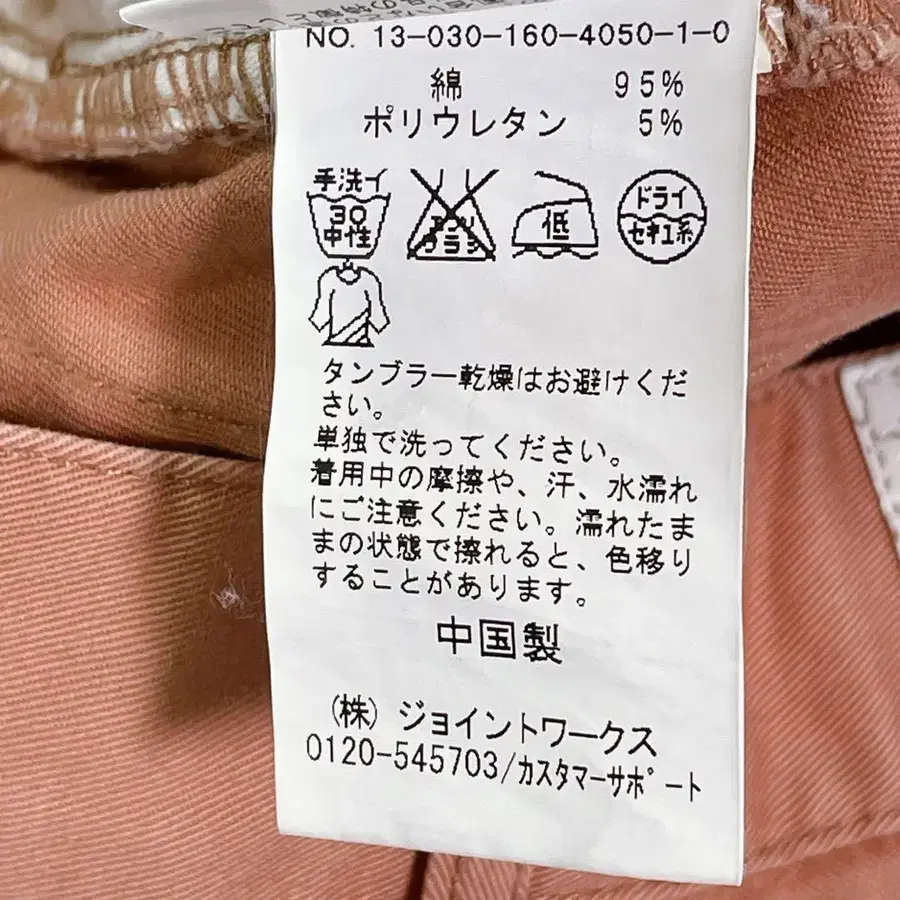 NO. 13-030-160-4050-1-0
綿 95%
ポリウレタン 5%
手洗イ
30
中性
エンソ
サラシ
低
ドライ
セキユ系
タンブラー乾燥はお避けくだ
さい。
単独で洗ってください。
着用中の摩擦や、汗、水濡れ
にご注意ください。濡れたま
まの状態で擦れると、色移り
することがあります。
中国製
(株) ジョイントワークス
0120-545703/カスタマーサポート